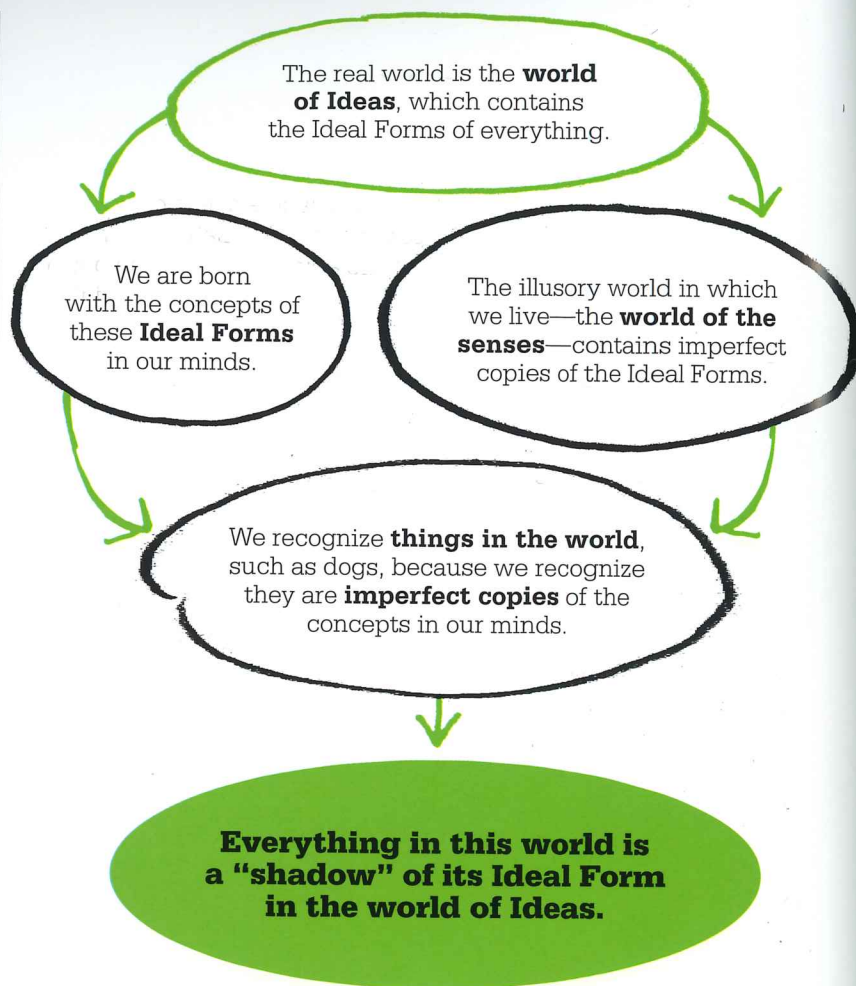 The real world is the world
of Ideas, which contains
the Ideal Forms of everything.
We are born
with the concepts of
these Ideal Forms
in our minds.
The illusory world in which
we live—the world of the
senses—contains imperfect
copies of the Ideal Forms.
We recognize things in the world,
such as dogs, because we recognize
they are imperfect copies of the
concepts in our minds.
Everything in this world is
a “shadow” of its Ideal Form
in the world of Ideas.